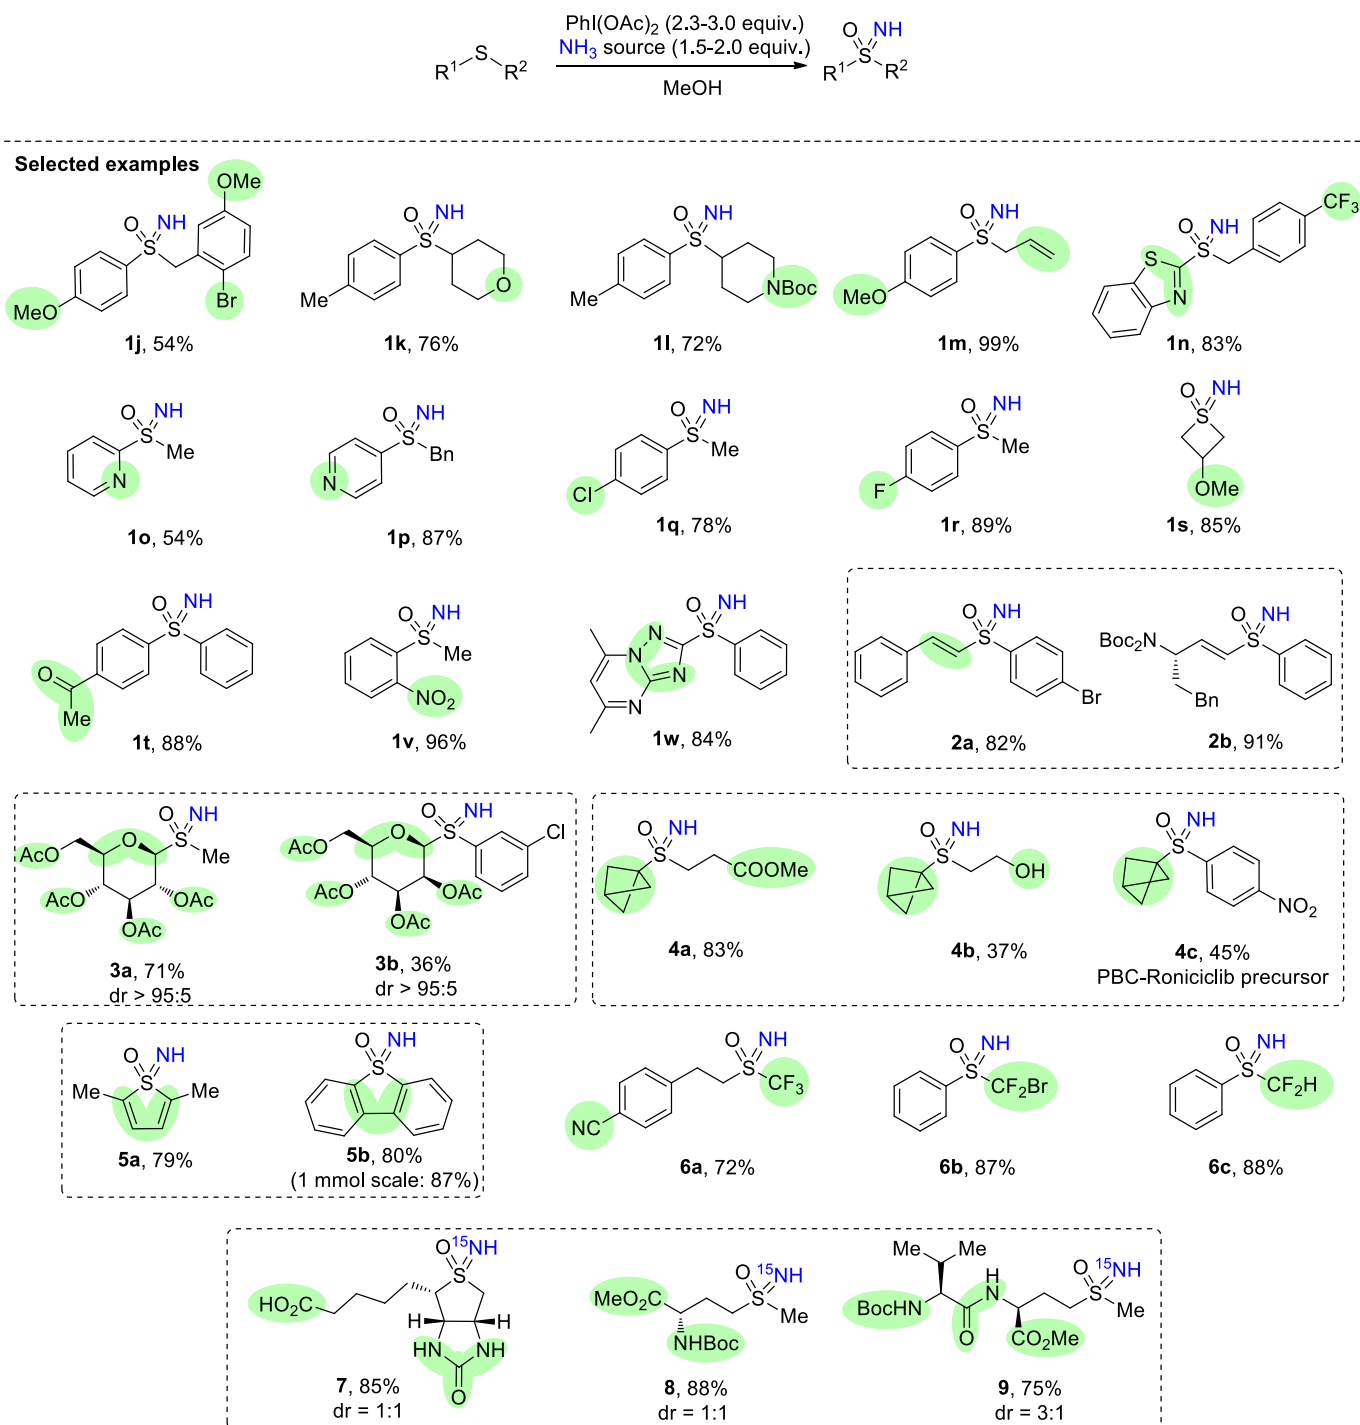 PhI(OAc)2 (2.3-3.0 equiv.)
NH3 source (1.5-2.0 equiv.)
MeOH
R1 S R2
O NH
R1 S R2
Selected examples
OMe
O NH
S
MeO Br
1j, 54%
O NH
S
Me O
1k, 76%
O NH
S
Me NBoc
1l, 72%
O NH
S
MeO
1m, 99%
CF3
O NH
S S
N
1n, 83%
O NH
S Me
N
1o, 54%
O NH
S Bn
N
1p, 87%
O NH
S Me
Cl
1q, 78%
O NH
S Me
F
1r, 89%
O NH
S
OMe
1s, 85%
O NH
S
O
Me
1t, 88%
O NH
S Me
NO2
1v, 96%
O NH
N S
N N
N
1w, 84%
O NH
S
Br
2a, 82%
Boc2N O NH
S
Bn
2b, 91%
O NH
O S Me
AcO
AcO OAc
OAc
3a, 71%
dr > 95:5
O NH
O S Cl
AcO
AcO OAc
OAc
3b, 36%
dr > 95:5
O NH
S
COOMe
4a, 83%
O NH
S
OH
4b, 37%
O NH
S
NO2
4c, 45%
PBC-Roniciclib precursor
O NH
S
Me Me
5a, 79%
O NH
S
5b, 80%
(1 mmol scale: 87%)
O NH
S CF3
NC
6a, 72%
O NH
S CF2Br
6b, 87%
O NH
S CF2H
6c, 88%
O 15NH
S
HO2C
H H
HN NH
O
7, 85%
dr = 1:1
O 15NH
MeO2C S
Me
NHBoc
8, 88%
dr = 1:1
Me Me
O 15NH
H
BocHN N S
Me
O CO2Me
9, 75%
dr = 3:1